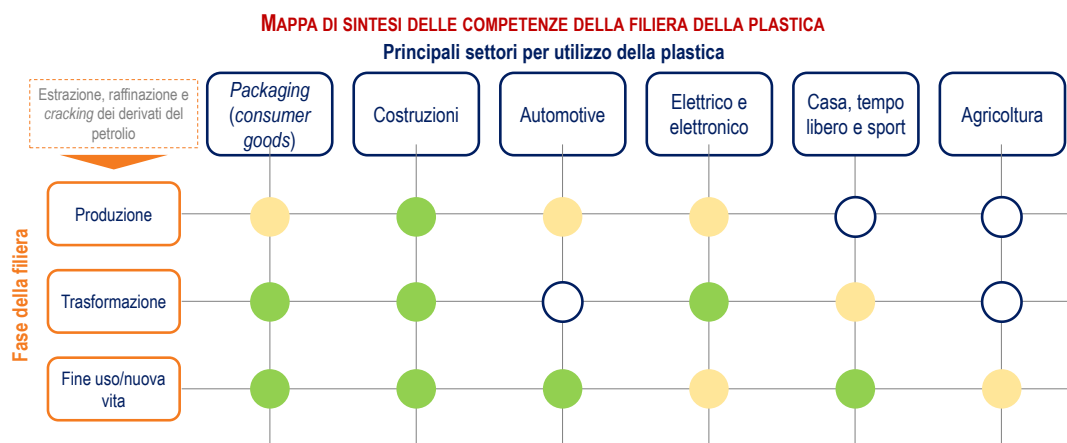 MAPPA DI SINTESI DELLE COMPETENZE DELLA FILIERA DELLA PLASTICA
Principali settori per utilizzo della plastica
Estrazione, raffinazione e
cracking dei derivati del
petrolio
Packaging
(consumer
goods)
Costruzioni
Automotive
Elettrico e
elettronico
Casa, tempo
libero e sport
Agricoltura
Fase della filiera
Produzione
Trasformazione
Fine uso/nuova
vita